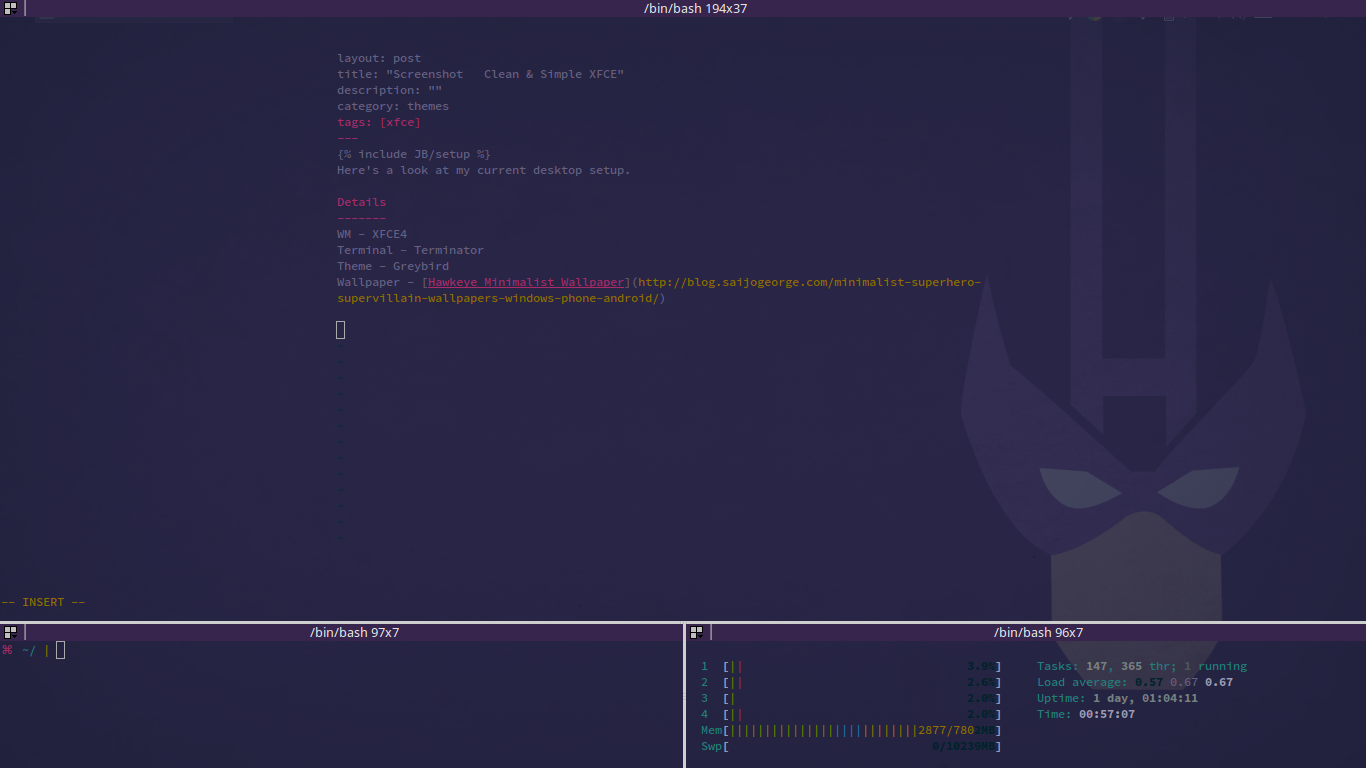 /bin/bash 194x37
layout: post
title: "Screenshot   Clean & Simple XFCE"
description: ""
category: themes
tags: [xfce]
---
{% include JB/setup %}
Here's a look at my current desktop setup.
Details
-------
WM - XFCE4
Terminal - Terminator
Theme - Greybird
Wallpaper - [Hawkeye Minimalist Wallpaper](http://blog.saijogeorge.com/minimalist-superhero-
supervillain-wallpapers-windows-phone-android/)
~
~
~
~
~
~
~
~
~
~
~
~
-- INSERT --
/bin/bash 97x7
⌘ ~/ |
/bin/bash 96x7
1 [|| 3.9%] Tasks: 147, 365 thr; 1 running
2 [|| 2.6%] Load average: 0.57 0.67 0.67
3 [| 2.0%] Uptime: 1 day, 01:04:11
4 [|| 2.0%] Time: 00:57:07
Mem[|||||||||||||||||||||||||||2877/780 MB]
Swp[ 0/10239MB]